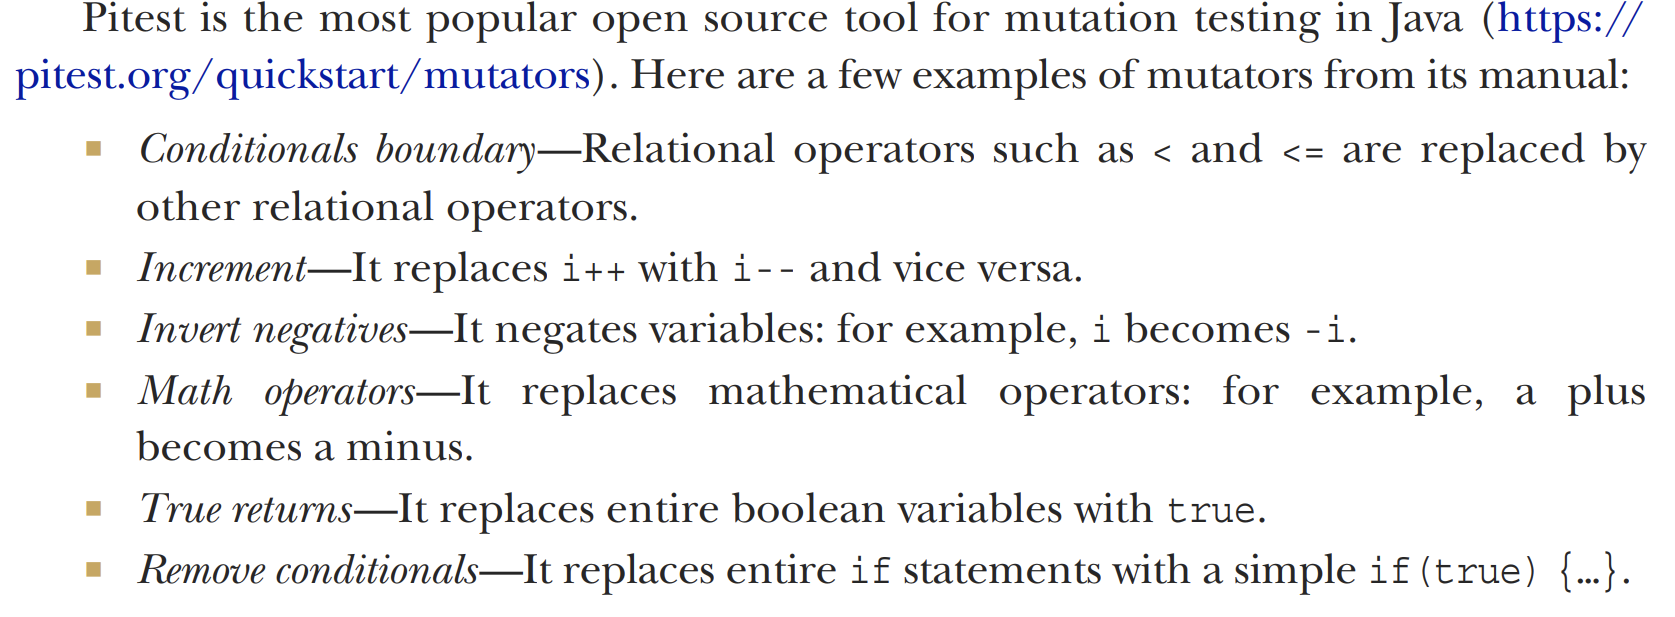 Pitest is the most popular open source tool for mutation testing in Java (https://
pitest.org/quickstart/mutators). Here are a few examples of mutators from its manual:
■ Conditionals boundary—Relational operators such as < and <= are replaced by
other relational operators.
■ Increment—It replaces i++ with i-- and vice versa.
■ Invert negatives—It negates variables: for example, i becomes -i.
■ Math operators—It replaces mathematical operators: for example, a plus
becomes a minus.
■ True returns—It replaces entire boolean variables with true.
■ Remove conditionals—It replaces entire if statements with a simple if(true) {…}.